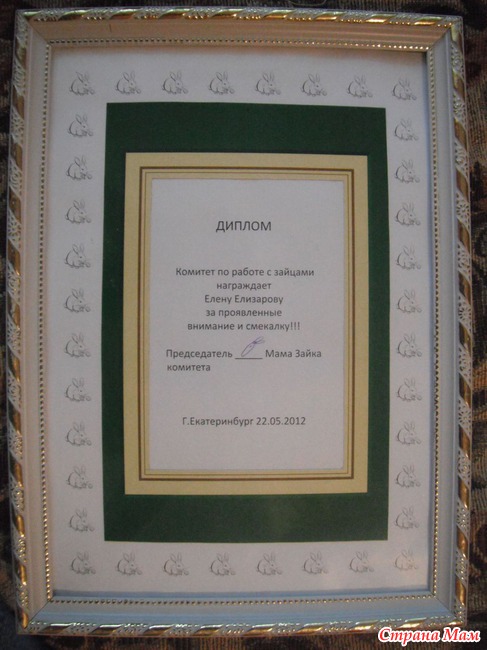 ДИПЛОМ
Комитет по работе с зайцами
награждает
Елену Елизарову
за проявленные
внимание и смекалку!!!
Председатель _____ Мама Зайка
комитета
Г.Екатеринбург 22.05.2012
Страна Мам